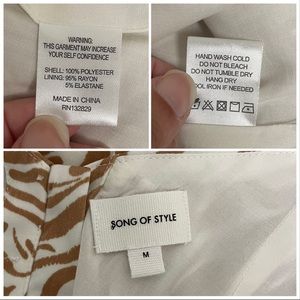 WARNING:
THIS GARMENT MAY INCREASE
YOUR SELF CONFIDENCE
SHELL: 100% POLYESTER
LINING: 95% RAYON
5% ELASTANE
MADE IN CHINA
RN132829
HAND WASH COLD
DO NOT BLEACH
DO NOT TUMBLE DRY
HANG DRY
OOL IRON IF NEEDED
SONG OF STYLE
M